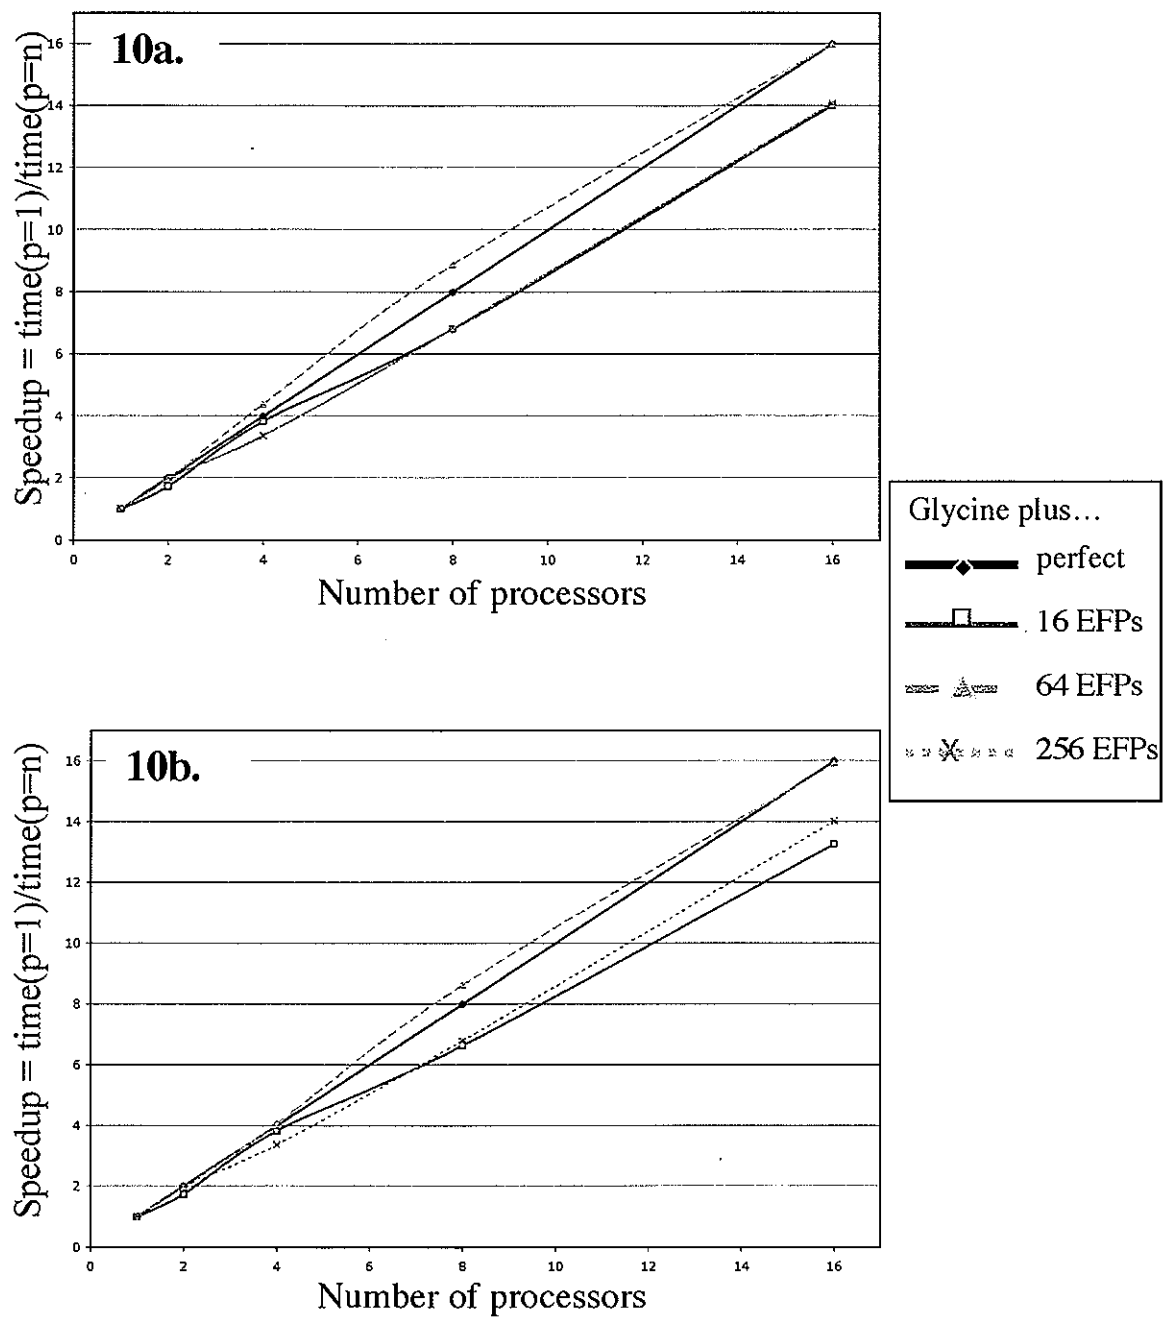 10a.
Speedup = time(p=1)/time(p=n)
16
14
12
10
8
6
4
2
0
0 2 4 6 8 10 12 14 16
Number of processors
Glycine plus...
perfect
16 EFPs
64 EFPs
256 EFPs
10b.
Speedup = time(p=1)/time(p=n)
16
14
12
10
8
6
4
2
0
0 2 4 6 8 10 12 14 16
Number of processors